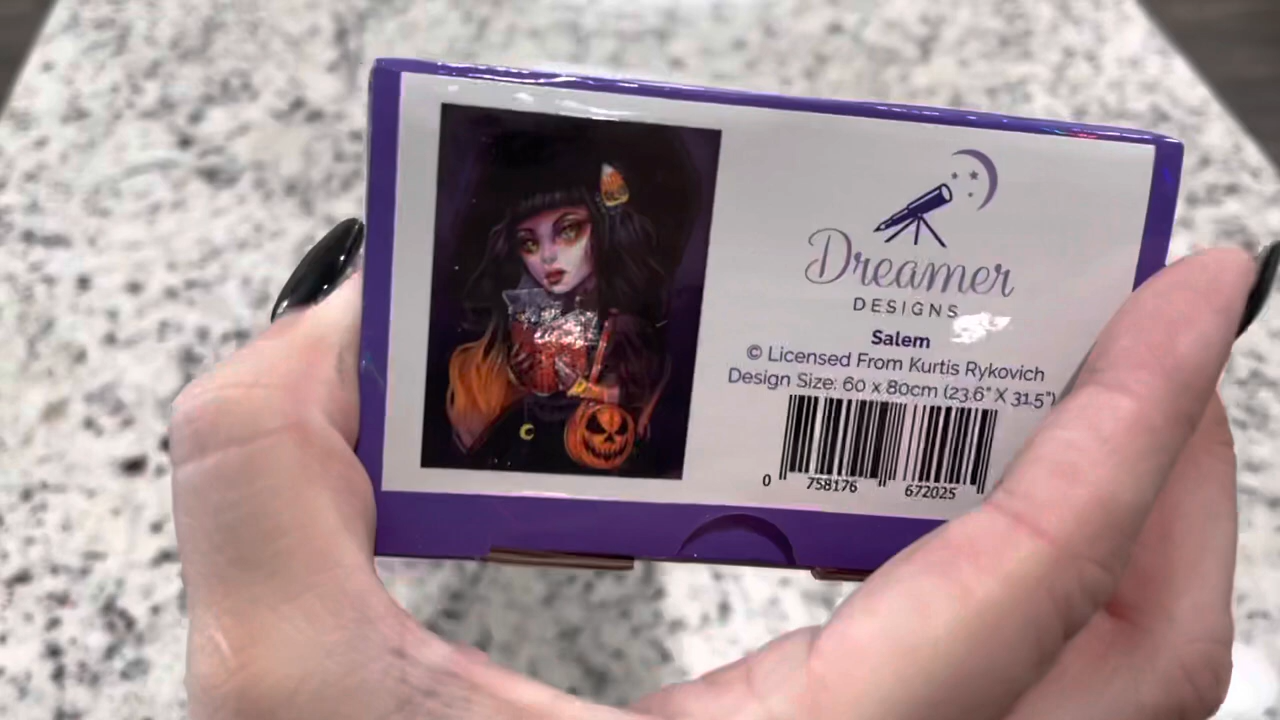 Dreamer
DESIGNS
Salem
© Licensed From Kurtis Rykovich
Design Size: 60 x 80cm (23.6" X 31.5")
0 758176 672025